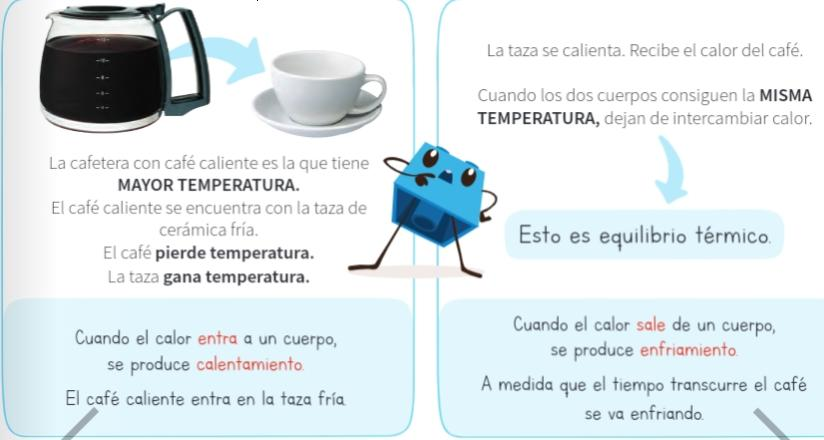 La cafetera con café caliente es la que tiene
MAYOR TEMPERATURA.
El café caliente se encuentra con la taza de
cerámica fría.
El café pierde temperatura.
La taza gana temperatura.
Cuando el calor entra a un cuerpo,
se produce calentamiento.
El café caliente entra en la taza fría.
La taza se calienta. Recibe el calor del café.
Cuando los dos cuerpos consiguen la MISMA
TEMPERATURA, dejan de intercambiar calor.
Esto es equilibrio térmico.
Cuando el calor sale de un cuerpo,
se produce enfriamiento.
A medida que el tiempo transcurre el café
se va enfriando.